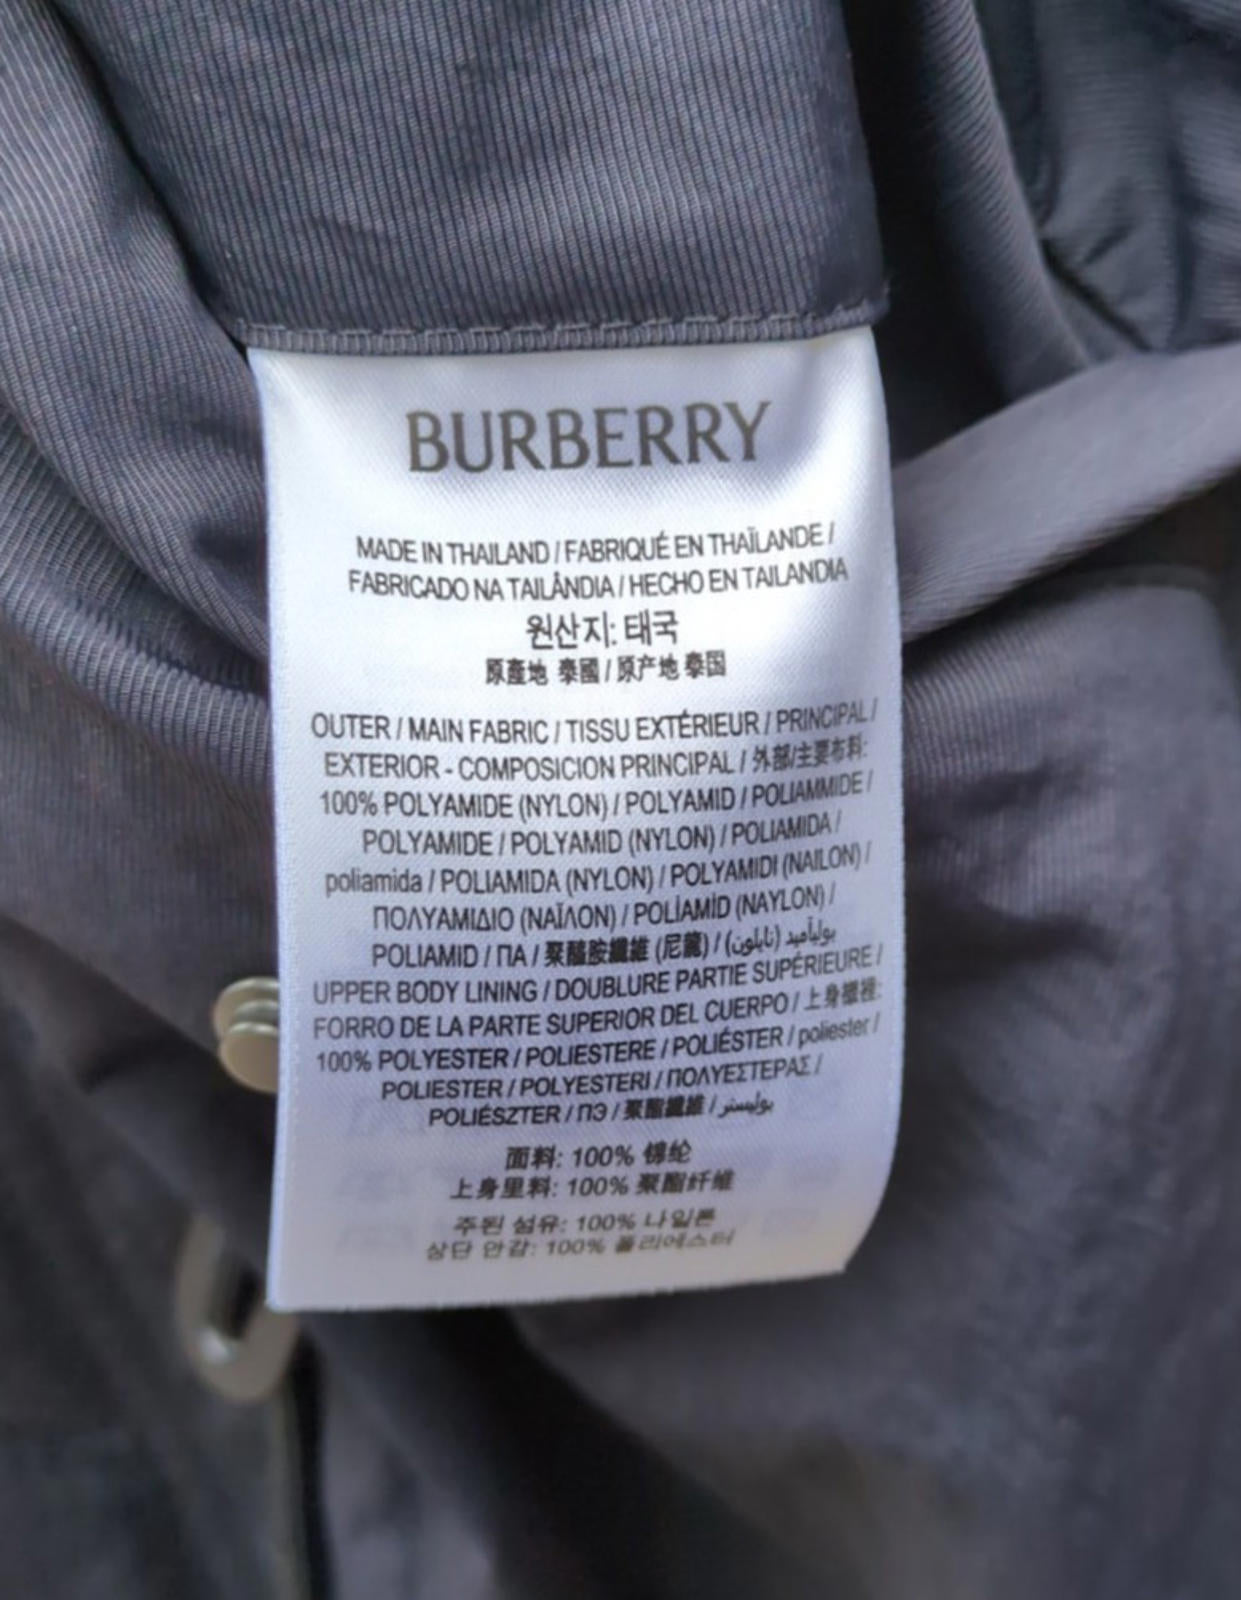 BURBERRY
MADE IN THAILAND / FABRIQUÉ EN THAÏLANDE /
FABRICADO NA TAILÂNDIA / HECHO EN TAILANDIA
원산지: 태국
原產地 泰國 / 原产地 泰国
OUTER / MAIN FABRIC / TISSU EXTÉRIEUR / PRINCIPAL /
EXTERIOR - COMPOSICION PRINCIPAL / 外部/主要布料:
100% POLYAMIDE (NYLON) / POLYAMID / POLIAMMIDE /
POLYAMIDE / POLYAMID (NYLON) / POLIAMIDA /
poliamida / POLIAMIDA (NYLON) / POLYAMIDI (NAILON) /
ΠΟΛΥΑΜΙΔΙΟ (ΝΑΪΛΟΝ) / POLİAMİD (NAYLON) /
POLIAMID / ПА / 聚醯胺纖維 (尼龍) / بولیآمید (نایلون)
UPPER BODY LINING / DOUBLURE PARTIE SUPÉRIEURE /
FORRO DE LA PARTE SUPERIOR DEL CUERPO / 上身襯裡:
100% POLYESTER / POLIESTERE / POLIÉSTER / poliester /
POLIESTER / POLYESTERI / ΠΟΛΥΕΣΤΕΡΑΣ /
POLIÉSZTER / ПЭ / 聚酯纖維 / بوليستر
面料: 100% 锦纶
上身里料: 100% 聚酯纤维
주된 섬유: 100% 나일론
상단 안감: 100% 폴리에스터